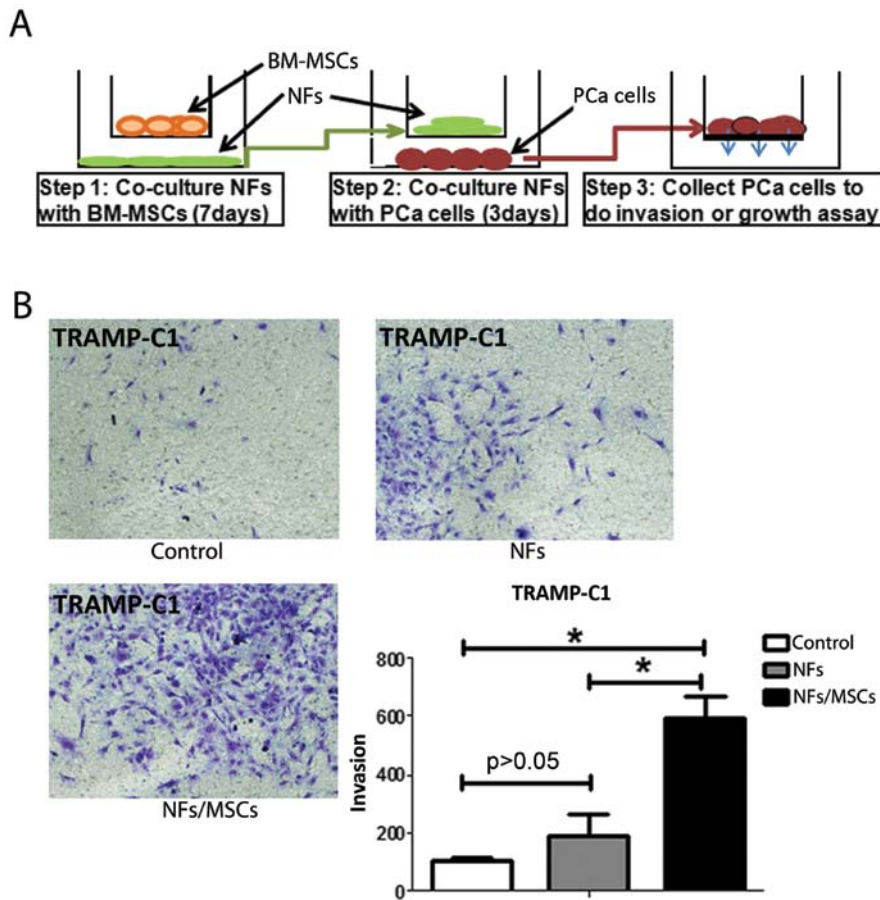 A
BM-MSCs
NFs
PCa cells
Step 1: Co-culture NFs
with BM-MSCs (7days)
Step 2: Co-culture NFs
with PCa cells (3days)
Step 3: Collect PCa cells to
do invasion or growth assay
B
TRAMP-C1
TRAMP-C1
Control
NFs
TRAMP-C1
NFs/MSCs
TRAMP-C1
Invasion
800
600
400
200
0
p>0.05
*
*
Control
NFs
NFs/MSCs